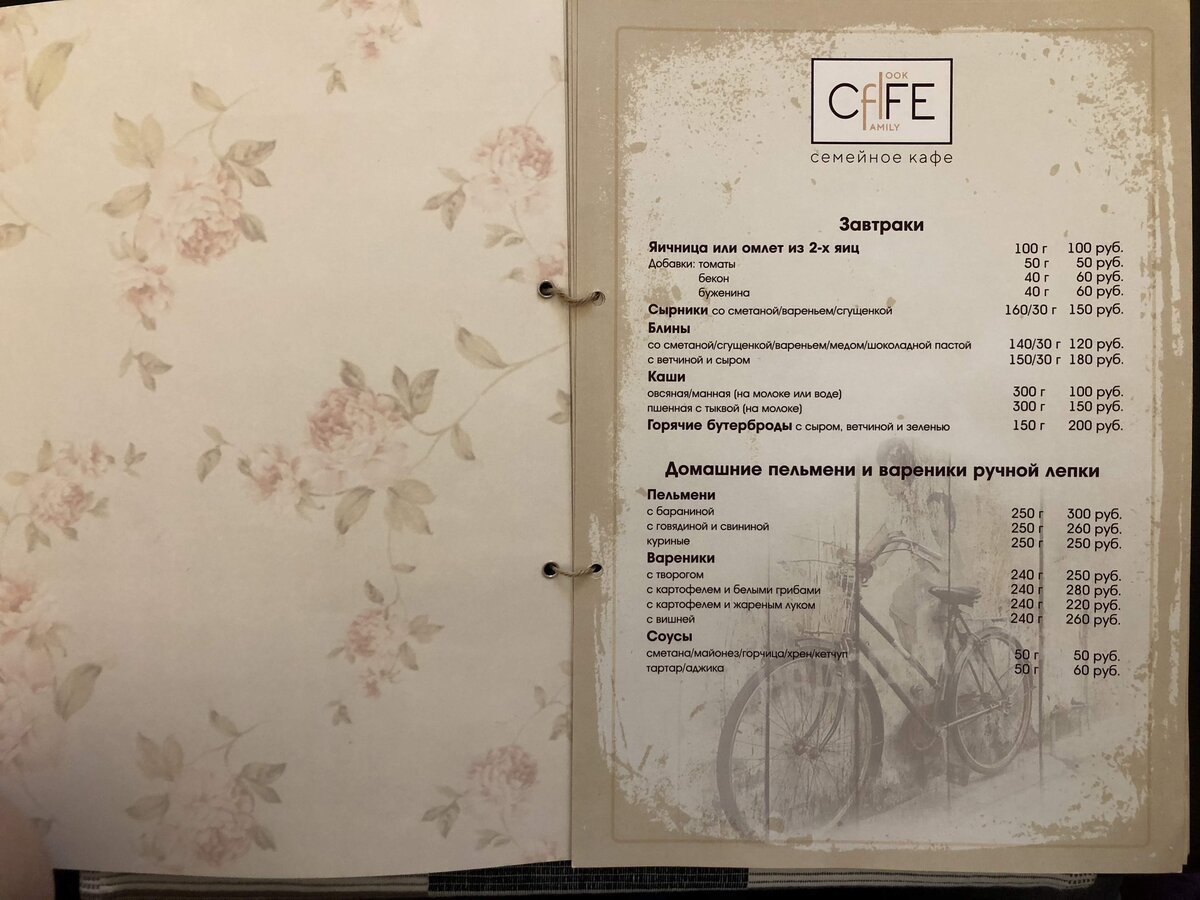 LOOK
CAFE
FAMILY
семейное кафе
Завтраки
Яичница или омлет из 2-х яиц 100 г 100 руб.
Добавки: томаты 50 г 50 руб.
бекон 40 г 60 руб.
буженина 40 г 60 руб.
Сырники со сметаной/вареньем/сгущенкой 160/30 г 150 руб.
Блины
со сметаной/сгущенкой/вареньем/медом/шоколадной пастой 140/30 г 120 руб.
с ветчиной и сыром 150/30 г 180 руб.
Каши
овсяная/манная (на молоке или воде) 300 г 100 руб.
пшенная с тыквой (на молоке) 300 г 150 руб.
Горячие бутерброды с сыром, ветчиной и зеленью 150 г 200 руб.
Домашние пельмени и вареники ручной лепки
Пельмени
с бараниной 250 г 300 руб.
с говядиной и свининой 250 г 260 руб.
куриные 250 г 250 руб.
Вареники
с творогом 240 г 250 руб.
с картофелем и белыми грибами 240 г 280 руб.
с картофелем и жареным луком 240 г 220 руб.
с вишней 240 г 260 руб.
Соусы
сметана/майонез/горчица/хрен/кетчуп 50 г 50 руб.
тартар/аджика 50 г 60 руб.